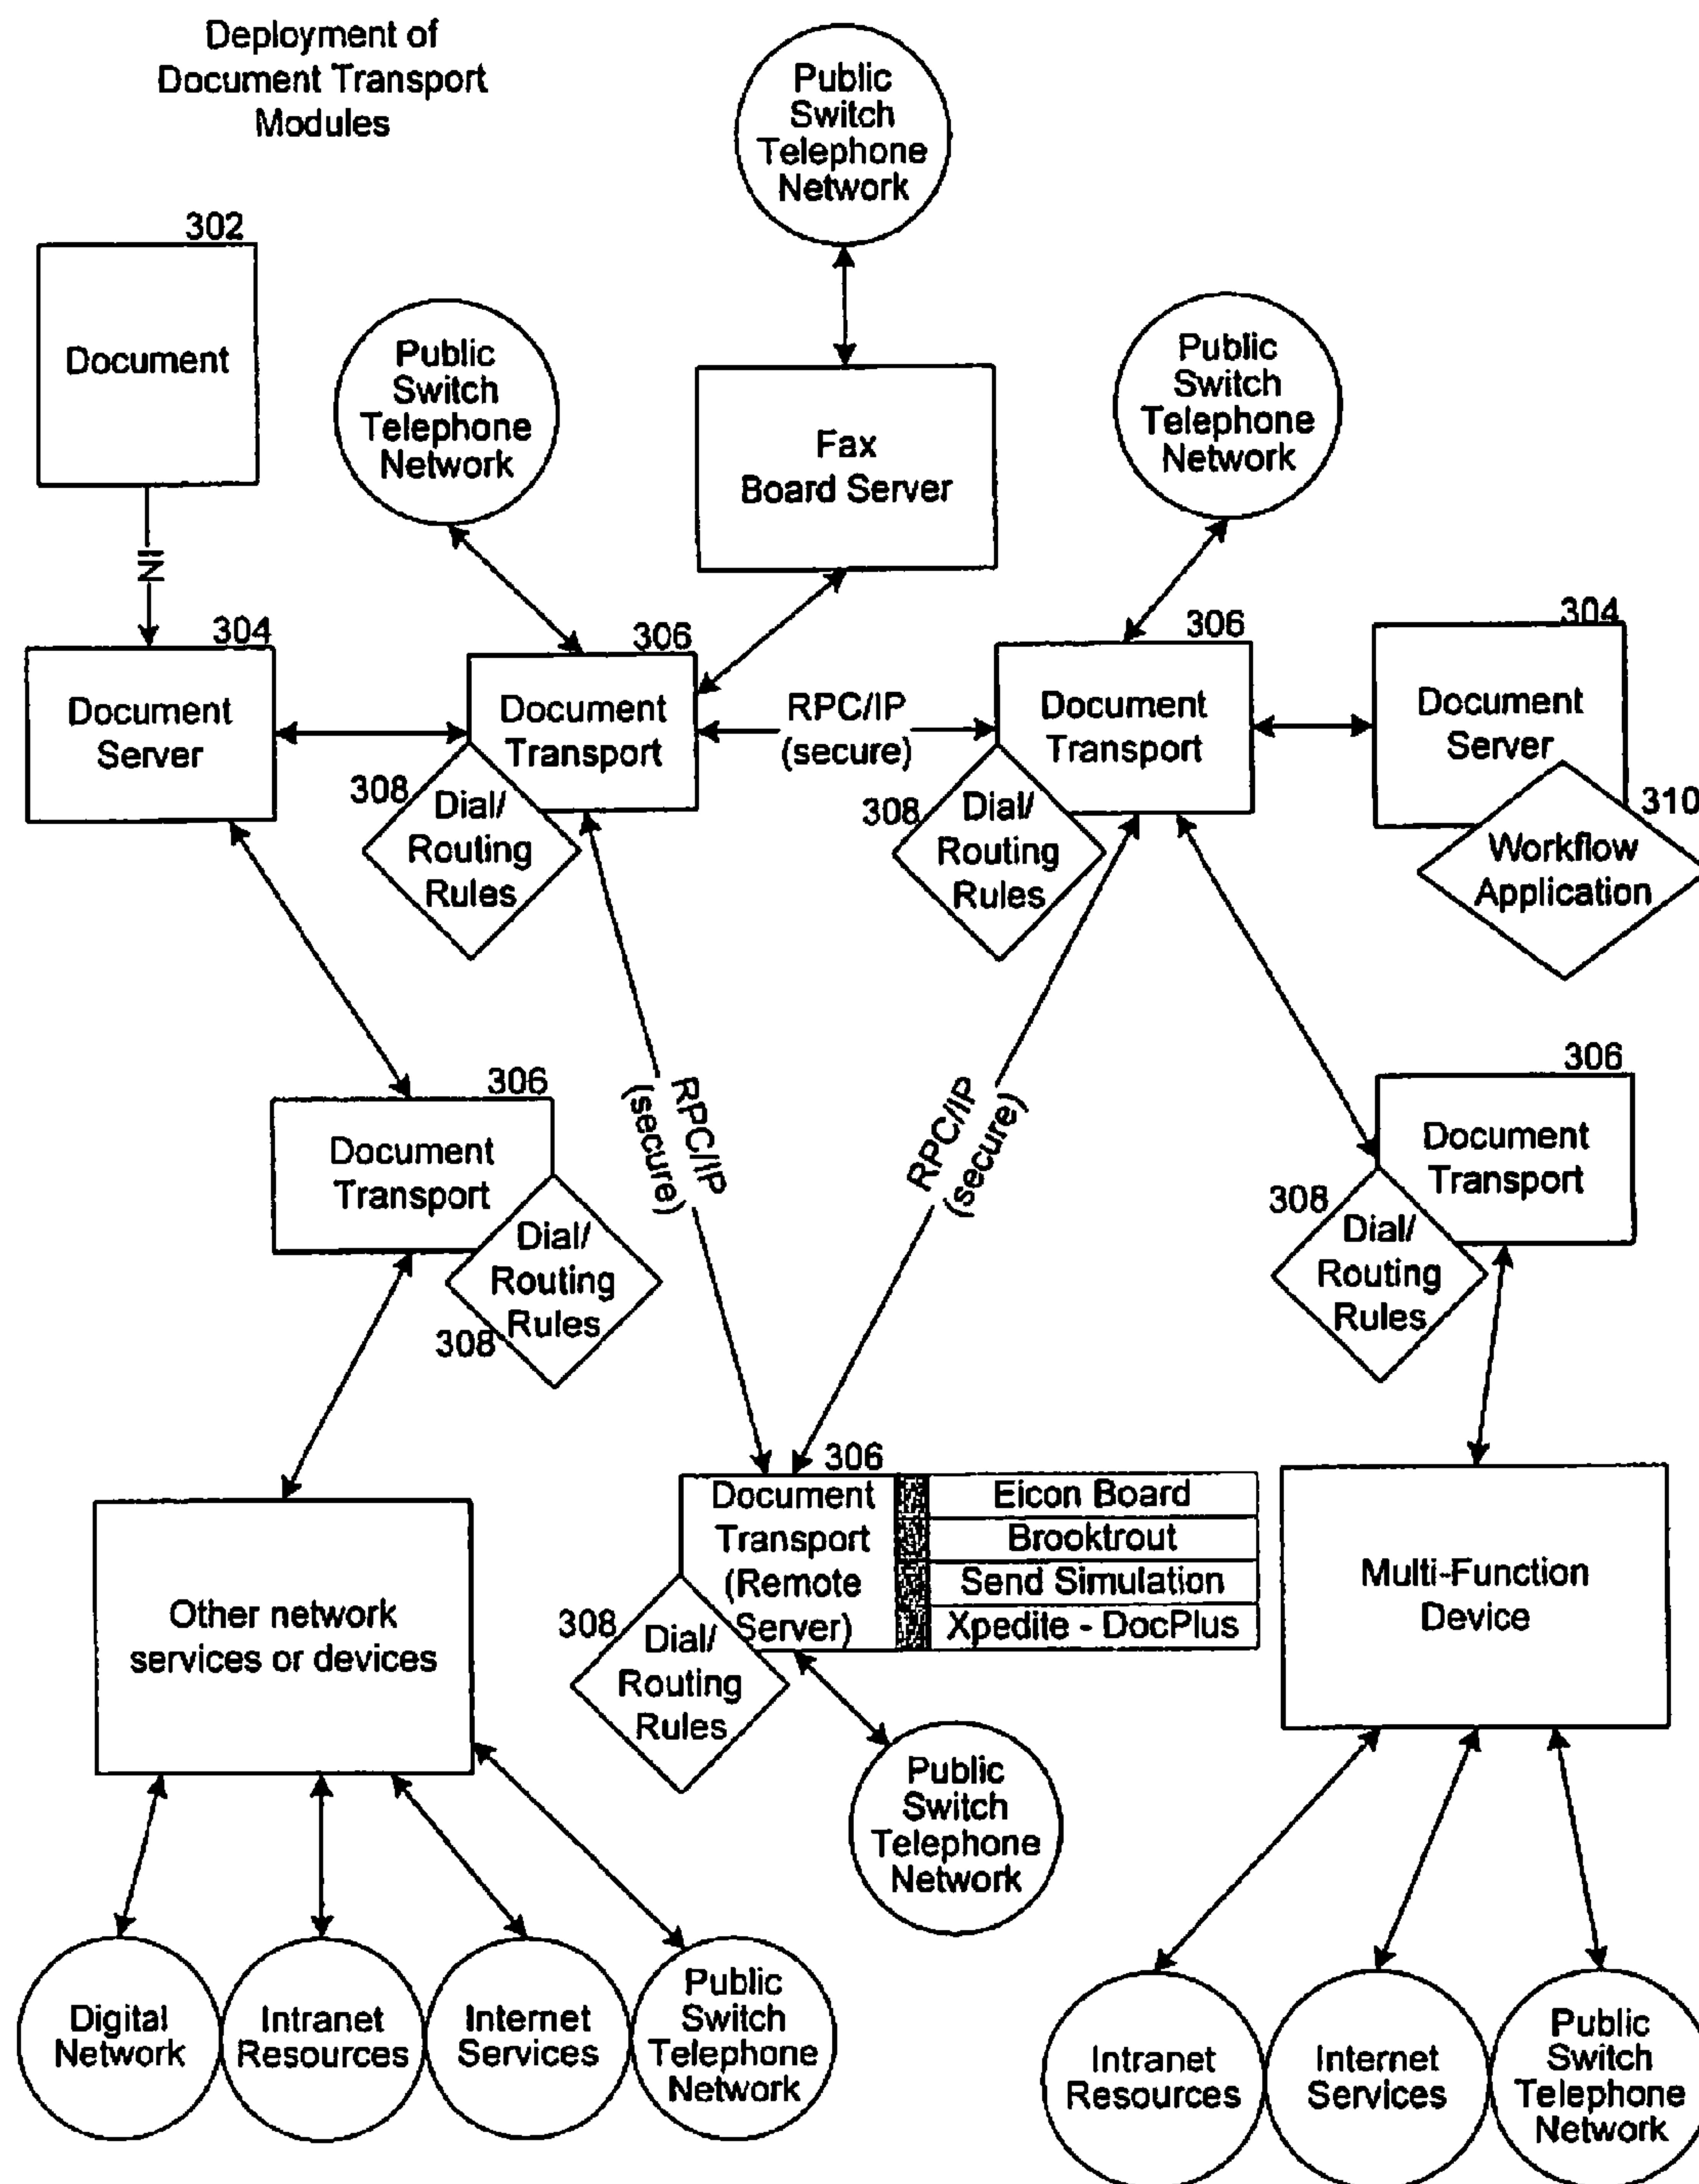 Deployment of
Document Transport
Modules
Public
Switch
Telephone
Network
302
Document
IN
Public
Switch
Telephone
Network
Fax
Board Server
Public
Switch
Telephone
Network
304
Document
Server
306
Document
Transport
308
Dial/
Routing
Rules
RPC/IP
(secure)
306
Document
Transport
308
Dial/
Routing
Rules
304
Document
Server
310
Workflow
Application
306
Document
Transport
Dial/
Routing
Rules
308
RPC/IP
(secure)
RPC/IP
(secure)
306
Document
Transport
308
Dial/
Routing
Rules
Other network
services or devices
306
Document
Transport
(Remote
Server)
308
Dial/
Routing
Rules
Eicon Board
Brooktrout
Send Simulation
Xpedite - DocPlus
Multi-Function
Device
Public
Switch
Telephone
Network
Digital
Network
Intranet
Resources
Internet
Services
Public
Switch
Telephone
Network
Intranet
Resources
Internet
Services
Public
Switch
Telephone
Network